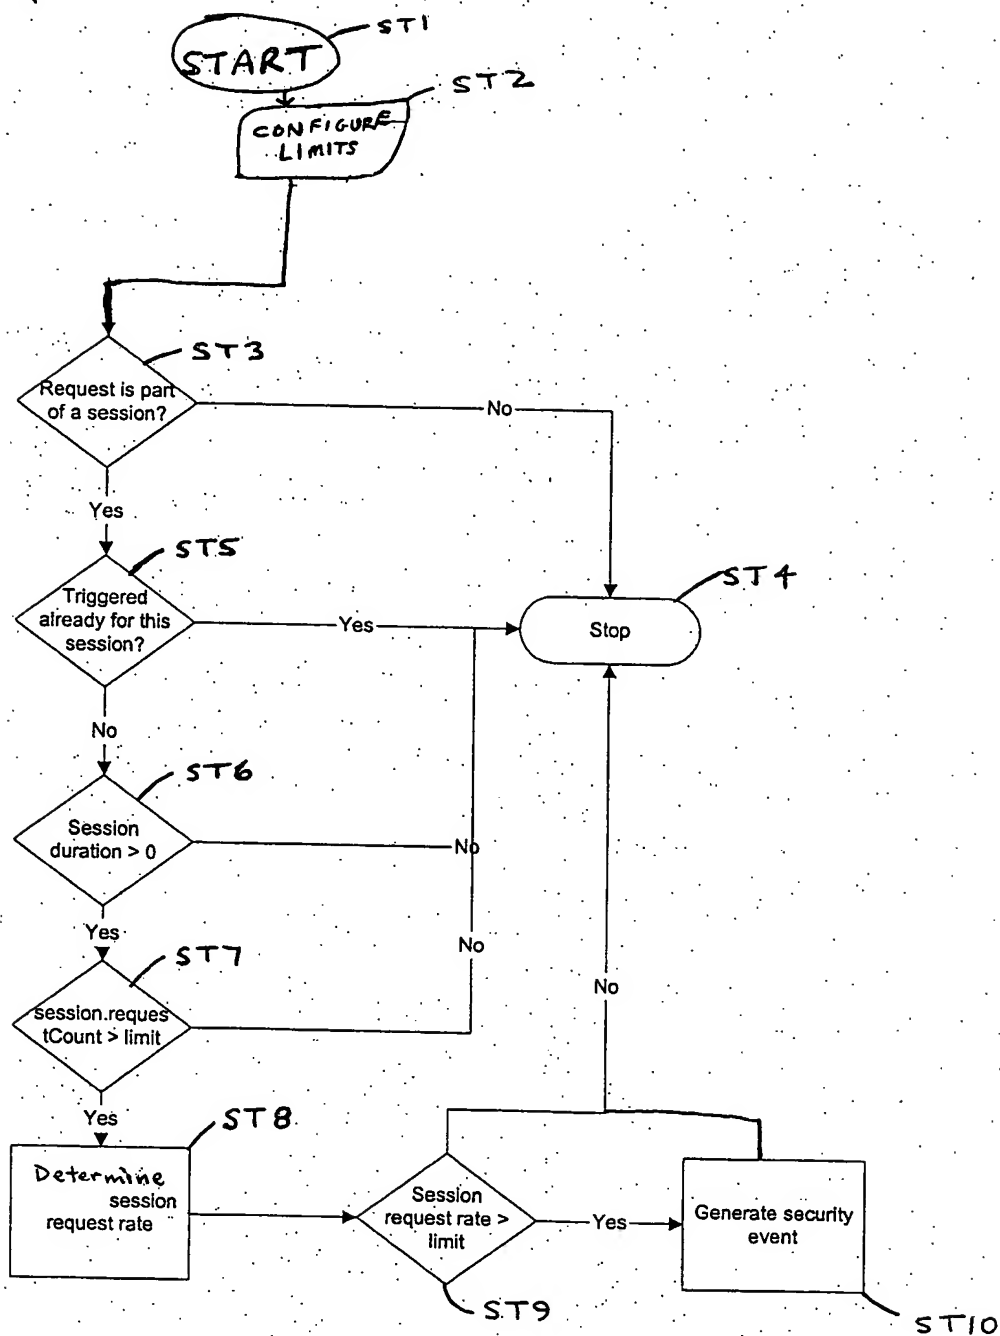 START
ST1
CONFIGURE
LIMITS
ST2
Request is part
of a session?
ST3
No
Yes
Triggered
already for this
session?
ST5
Yes
Stop
ST4
No
Session
duration > 0
ST6
No
Yes
session.reques
tCount > limit
ST7
No
No
Yes
Determine
session
request rate
ST8
Session
request rate >
limit
ST9
Yes
Generate security
event
ST10